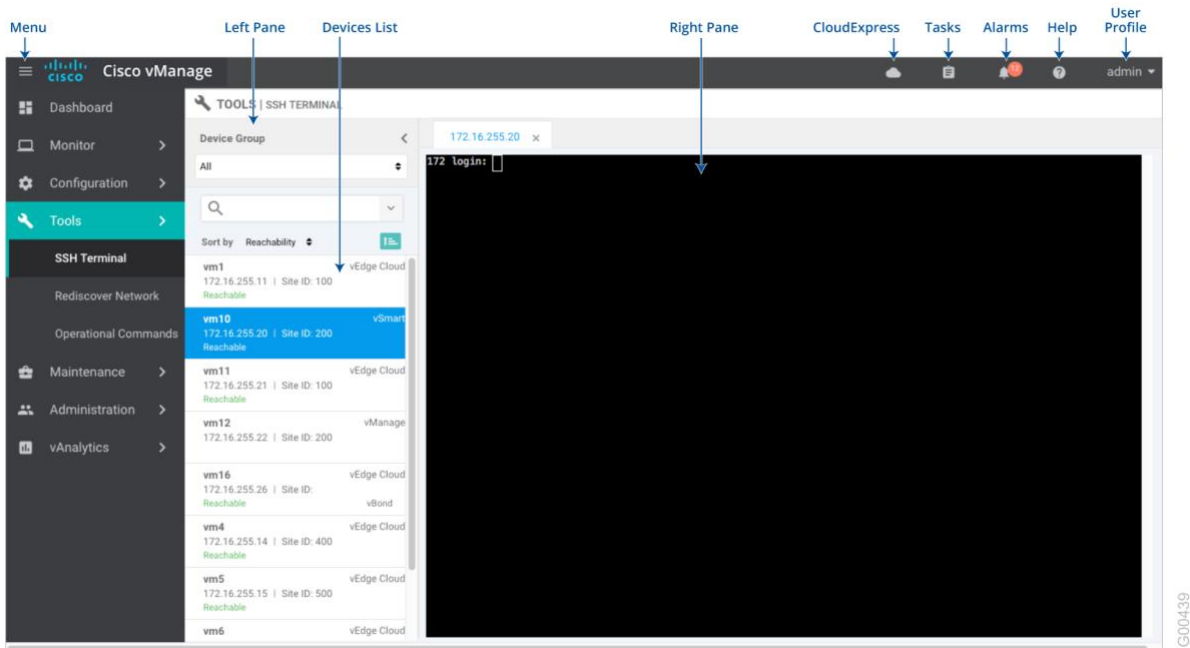 Menu
Left Pane
Devices List
Right Pane
CloudExpress
Tasks
Alarms
Help
User
Profile
cisco
Cisco vManage
12
admin
Dashboard
Monitor
Configuration
Tools
SSH Terminal
Rediscover Network
Operational Commands
Maintenance
Administration
vAnalytics
TOOLS | SSH TERMINAL
Device Group
All
Sort by Reachability
vm1 vEdge Cloud
172.16.255.11 | Site ID: 100
Reachable
vm10 vSmart
172.16.255.20 | Site ID: 200
Reachable
vm11 vEdge Cloud
172.16.255.21 | Site ID: 100
Reachable
vm12 vManage
172.16.255.22 | Site ID: 200
vm16 vEdge Cloud
172.16.255.26 | Site ID:
Reachable vBond
vm4 vEdge Cloud
172.16.255.14 | Site ID: 400
Reachable
vm5 vEdge Cloud
172.16.255.15 | Site ID: 500
Reachable
vm6 vEdge Cloud
172.16.255.20 ×
172 login:
G00439